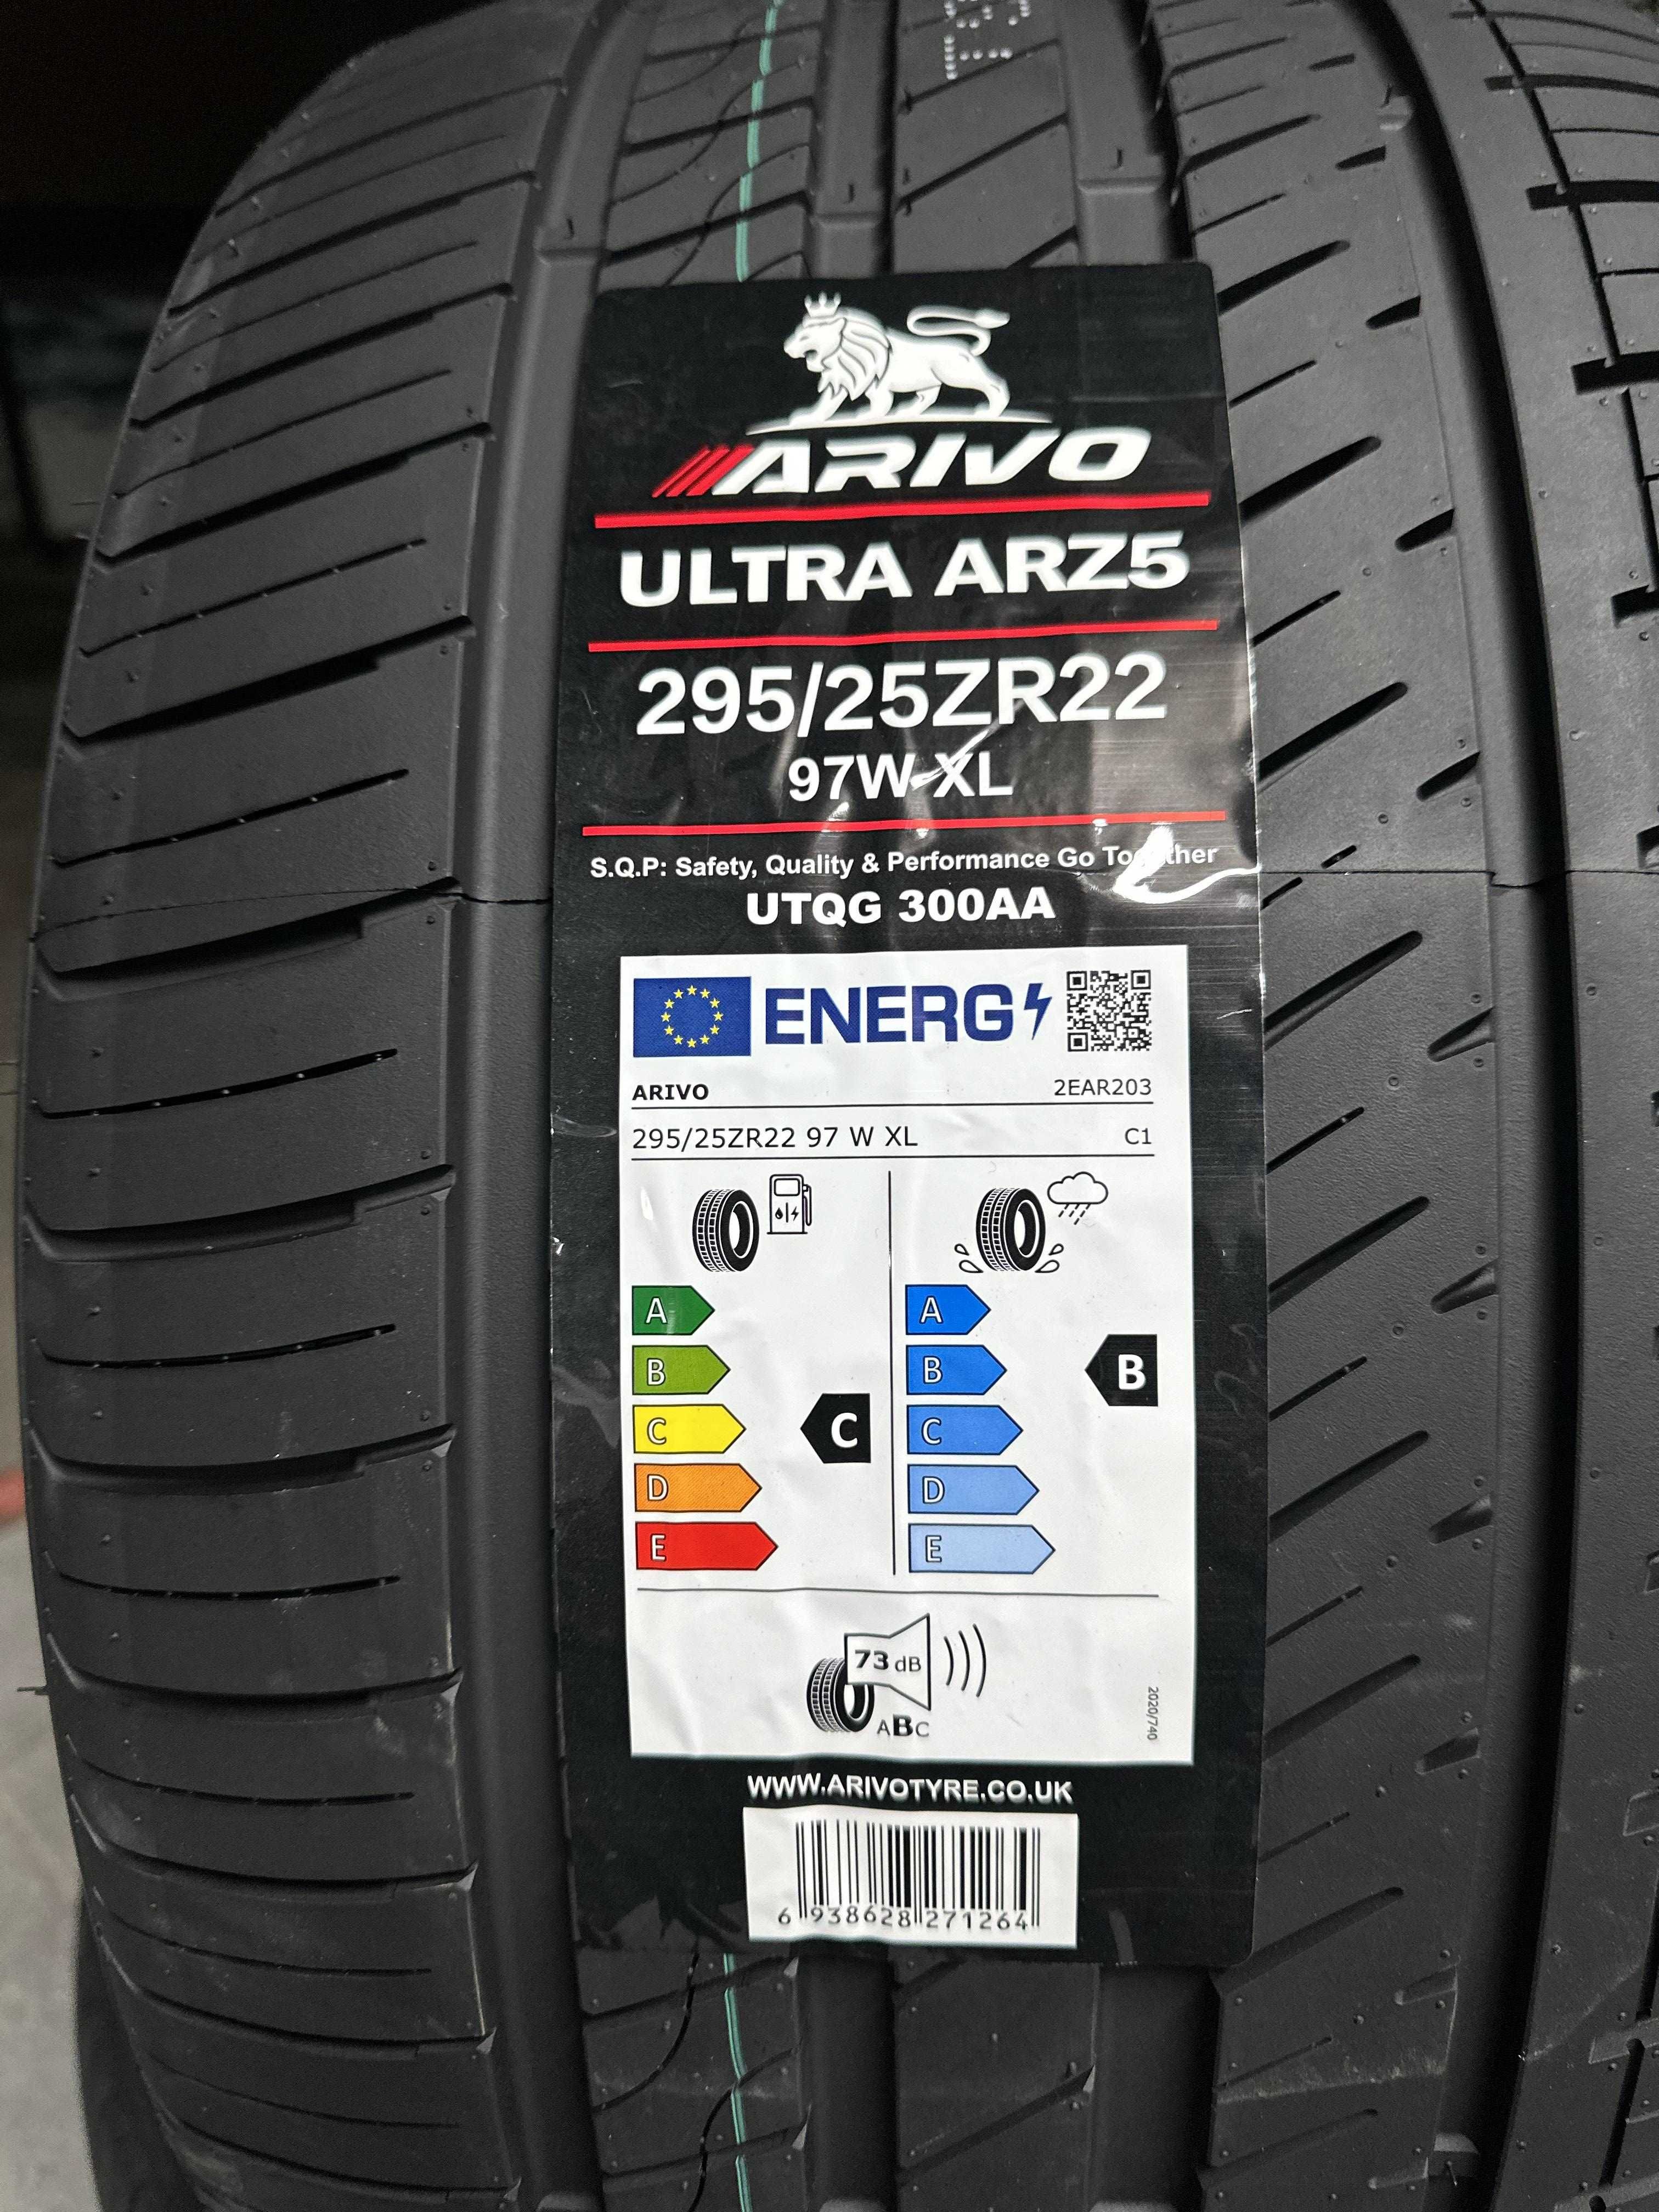 ARIVO
ULTRA ARZ5
295/25ZR22
97W XL
S.Q.P: Safety, Quality & Performance Go Together
UTQG 300AA
ENERG
ARIVO 2EAR203
295/25ZR22 97 W XL C1
A A
B B B
C C C
D D
E E
73 dB
ABC
2020/740
WWW.ARIVOTYRE.CO.UK
6 938628 271264